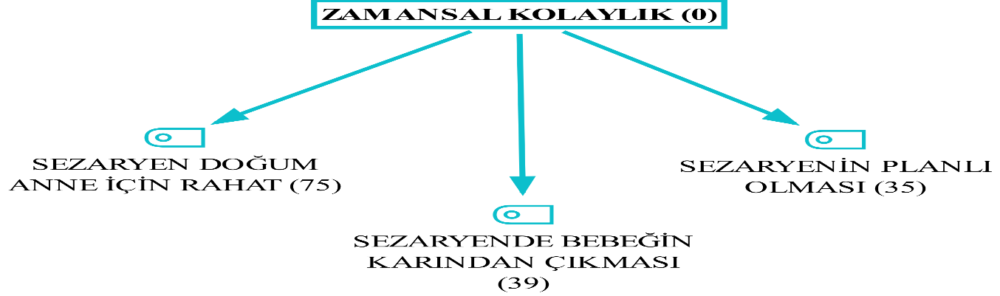 ZAMANSAL KOLAYLIK (0)
SEZARYEN DOĞUM
ANNE İÇİN RAHAT (75)
SEZARYENDE BEBEĞİN
KARINDAN ÇIKMASI
(39)
SEZARYENİN PLANLI
OLMASI (35)